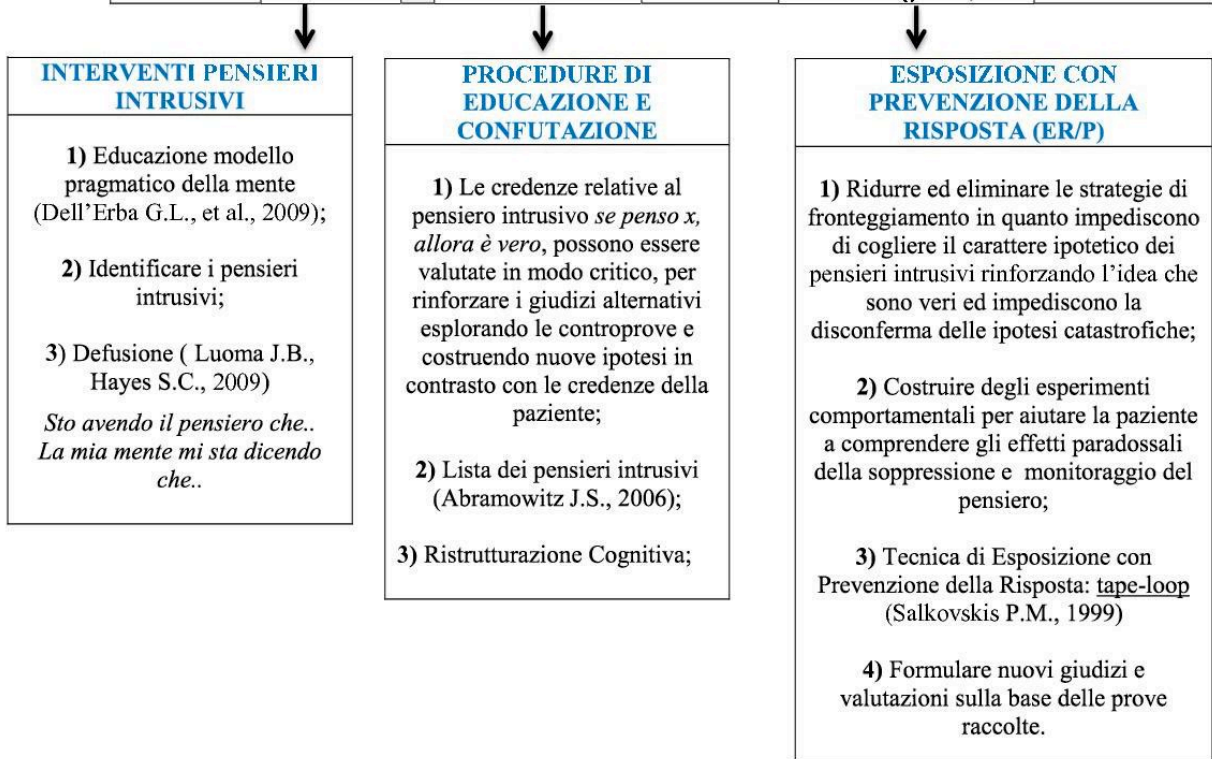 INTERVENTI PENSIERI
INTRUSIVI
1) Educazione modello
pragmatico della mente
(Dell'Erba G.L., et al., 2009);
2) Identificare i pensieri
intrusivi;
3) Defusione ( Luoma J.B.,
Hayes S.C., 2009)
Sto avendo il pensiero che..
La mia mente mi sta dicendo
che..
PROCEDURE DI
EDUCAZIONE E
CONFUTAZIONE
1) Le credenze relative al
pensiero intrusivo se penso x,
allora è vero, possono essere
valutate in modo critico, per
rinforzare i giudizi alternativi
esplorando le controprove e
costruendo nuove ipotesi in
contrasto con le credenze della
paziente;
2) Lista dei pensieri intrusivi
(Abramowitz J.S., 2006);
3) Ristrutturazione Cognitiva;
ESPOSIZIONE CON
PREVENZIONE DELLA
RISPOSTA (ER/P)
1) Ridurre ed eliminare le strategie di
fronteggiamento in quanto impediscono
di cogliere il carattere ipotetico dei
pensieri intrusivi rinforzando l'idea che
sono veri ed impediscono la
disconferma delle ipotesi catastrofiche;
2) Costruire degli esperimenti
comportamentali per aiutare la paziente
a comprendere gli effetti paradossali
della soppressione e monitoraggio del
pensiero;
3) Tecnica di Esposizione con
Prevenzione della Risposta: tape-loop
(Salkovskis P.M., 1999)
4) Formulare nuovi giudizi e
valutazioni sulla base delle prove
raccolte.